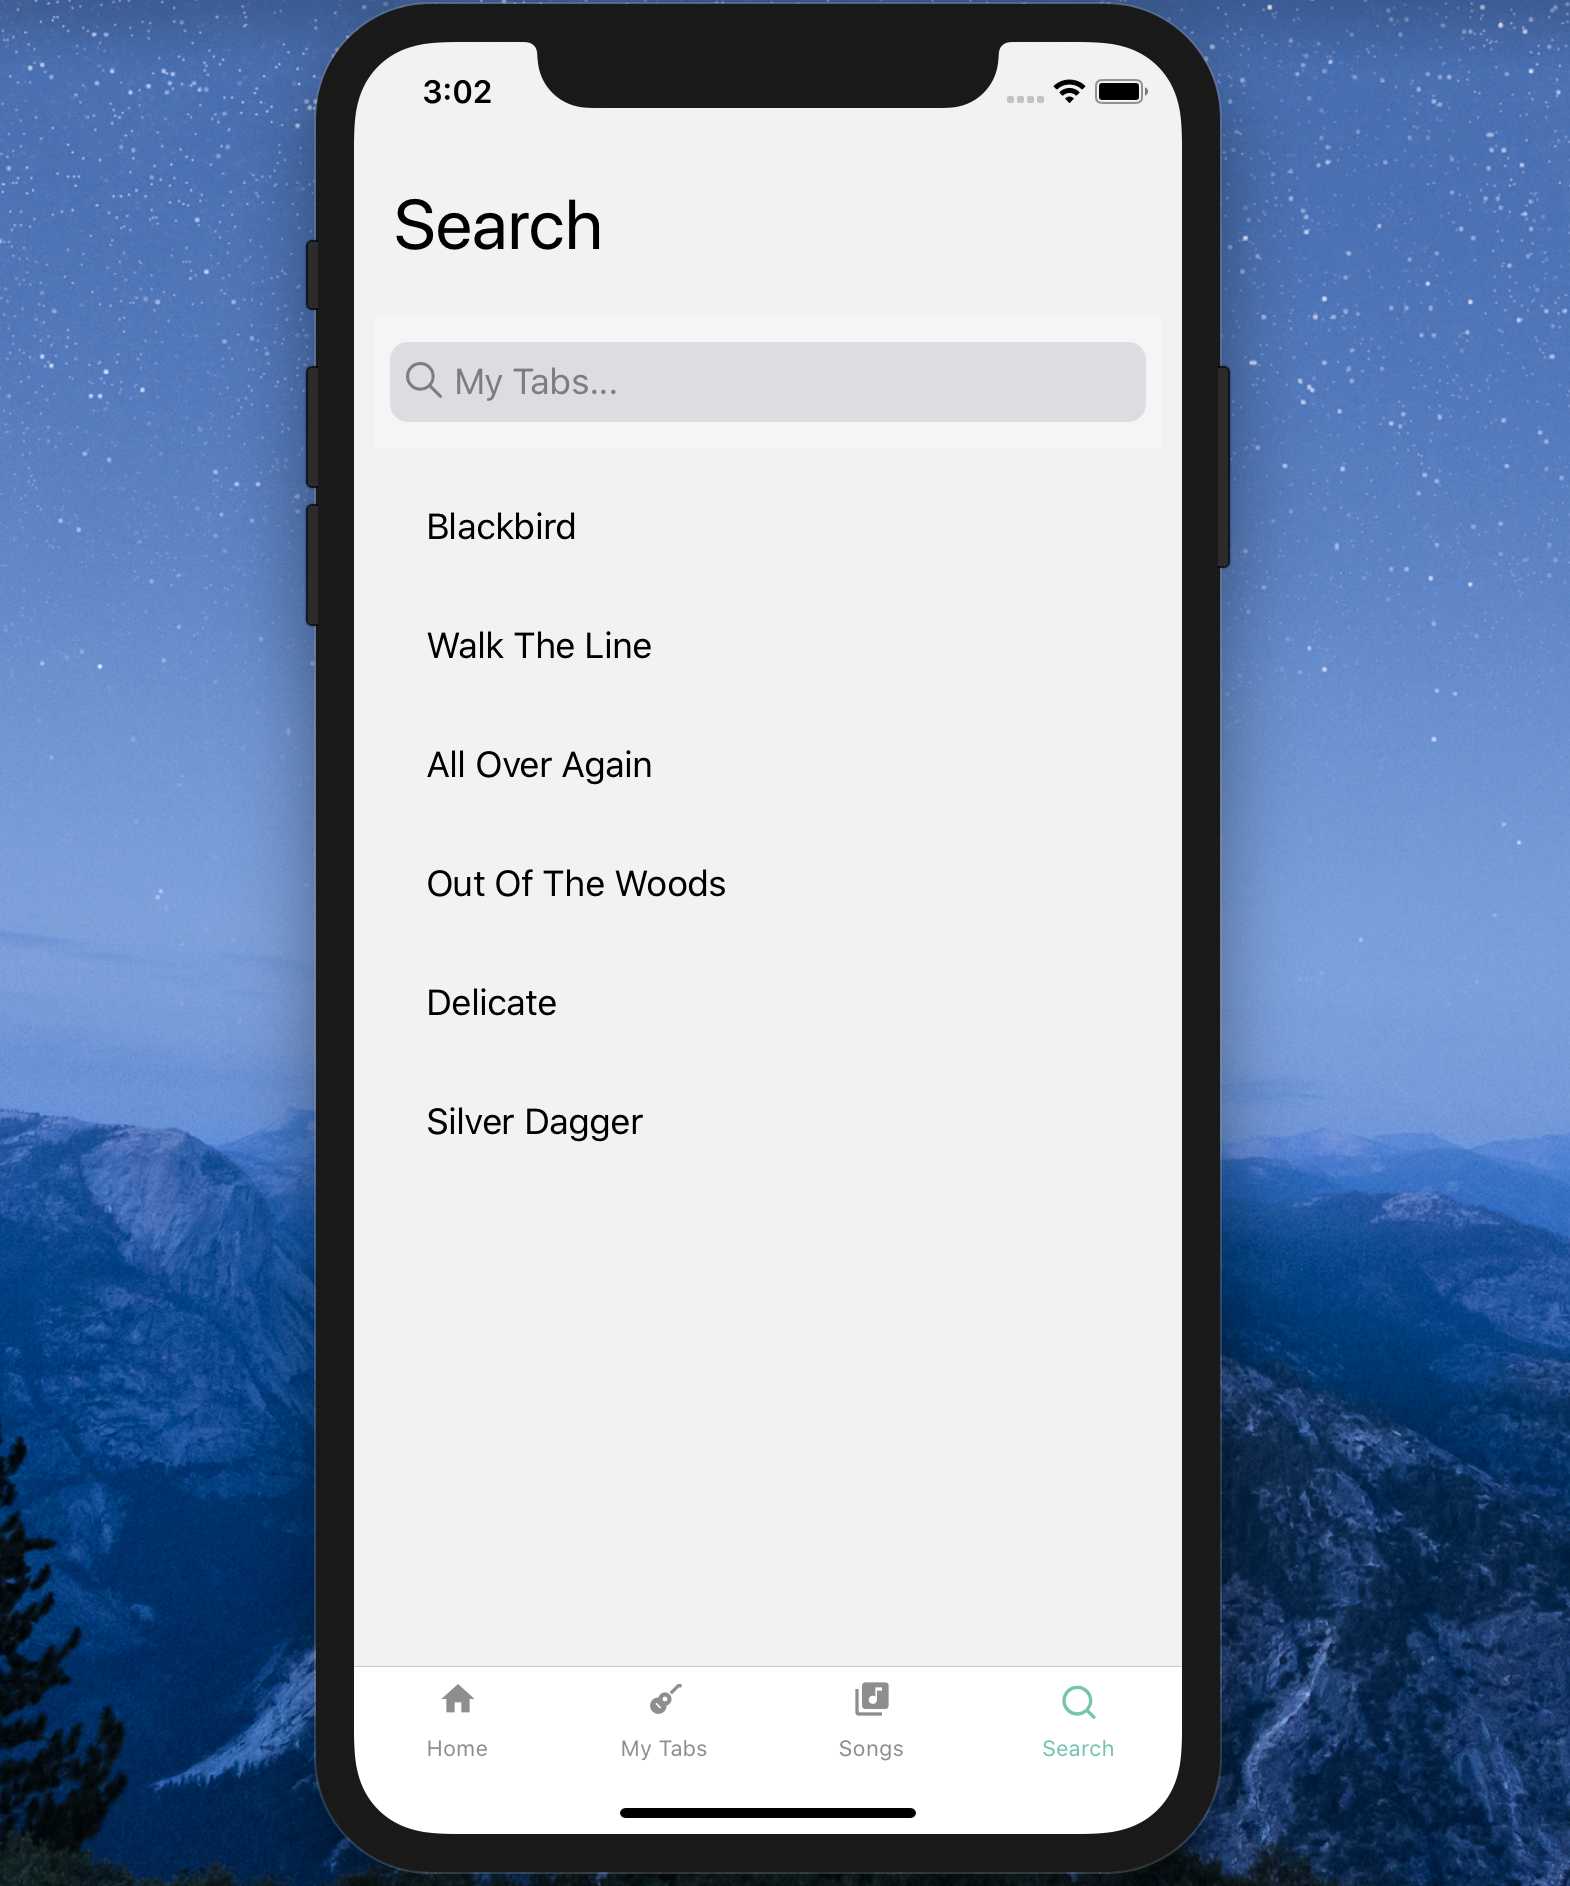 3:02
Search
My Tabs...
Blackbird
Walk The Line
All Over Again
Out Of The Woods
Delicate
Silver Dagger
Home
My Tabs
Songs
Search